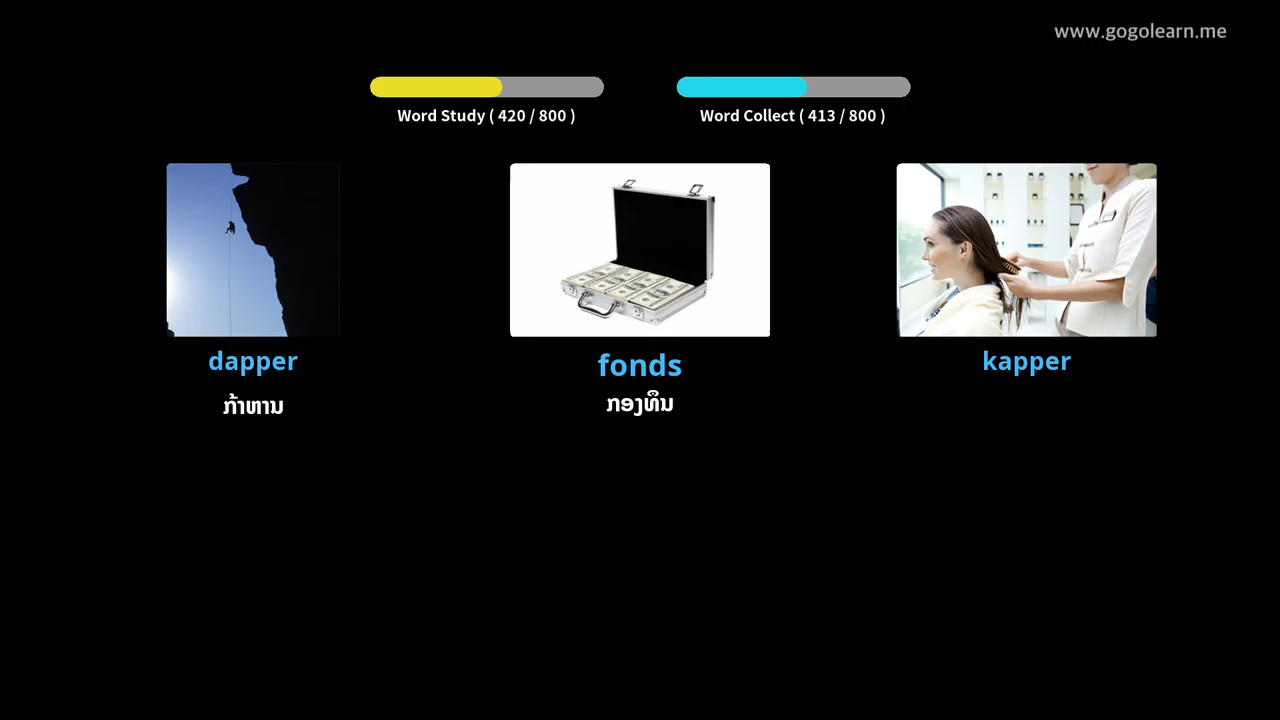 www.gogolearn.me
Word Study ( 420 / 800 )
Word Collect ( 413 / 800 )
dapper
fonds
kapper
ກ້າຫານ
ກອງທຶນ